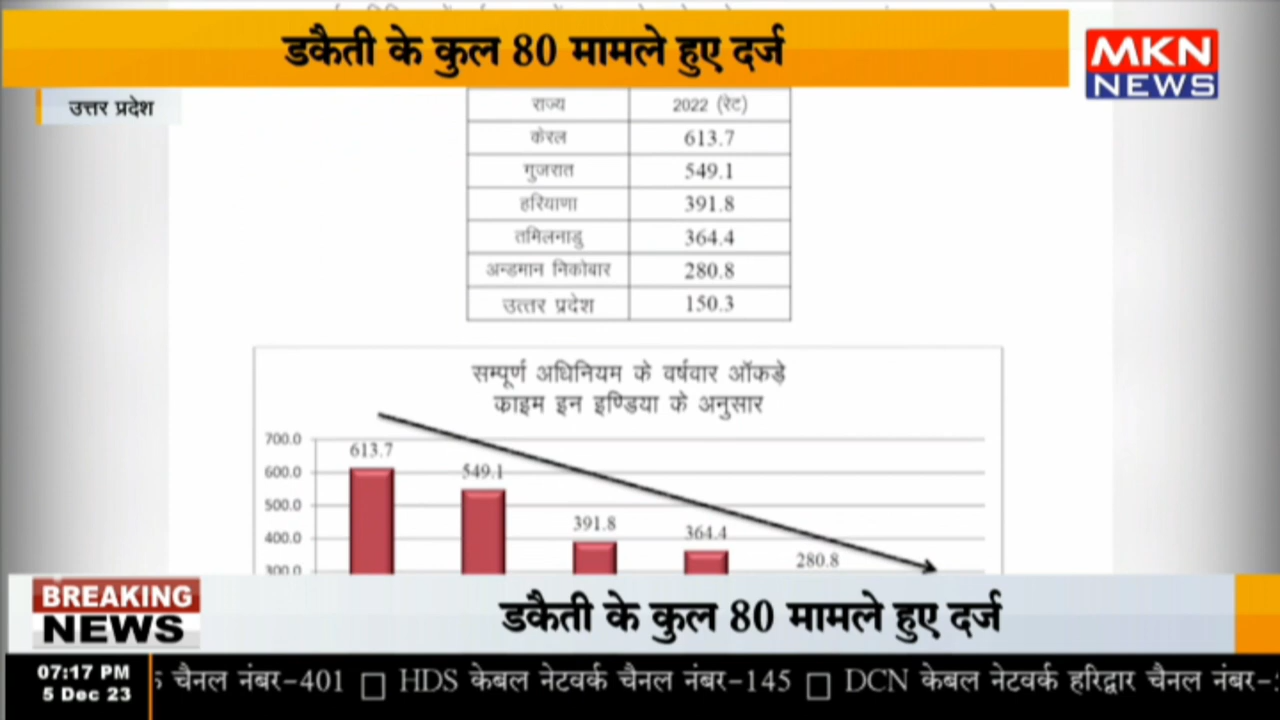 डकैती के कुल 80 मामले हुए दर्ज
MKN
NEWS
उत्तर प्रदेश
राज्य 2022 (रेट)
केरल 613.7
गुजरात 549.1
हरियाणा 391.8
तमिलनाडु 364.4
अन्डमान निकोबार 280.8
उत्तर प्रदेश 150.3
सम्पूर्ण अधिनियम के वर्षवार ऑकड़े
काइम इन इण्डिया के अनुसार
700.0
613.7
600.0
549.1
500.0
391.8
364.4
400.0
280.8
300.0
BREAKING
NEWS
डकैती के कुल 80 मामले हुए दर्ज
07:17 PM
5 Dec 23
चैनल नंबर-401 □ HDS केबल नेटवर्क चैनल नंबर-145 □ DCN केबल नेटवर्क हरिद्वार चैनल नंबर-